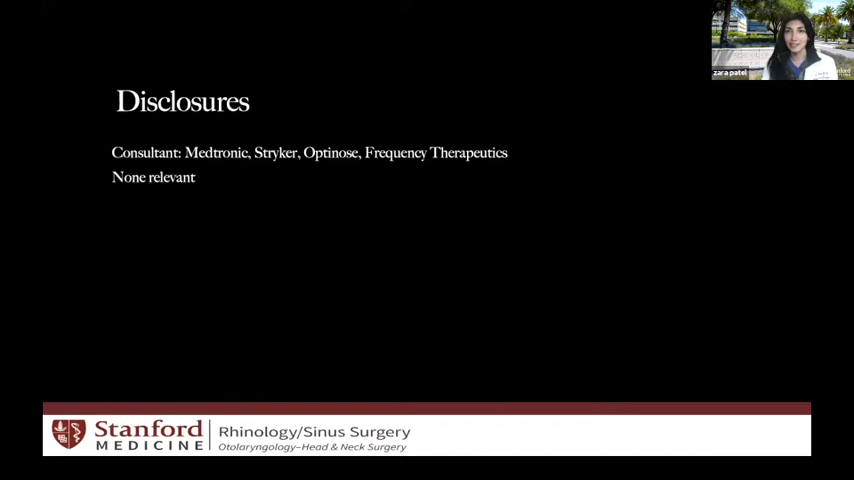 zara patel
Disclosures
Consultant: Medtronic, Stryker, Optinose, Frequency Therapeutics
None relevant
Stanford
MEDICINE
Rhinology/Sinus Surgery
Otolaryngology–Head & Neck Surgery